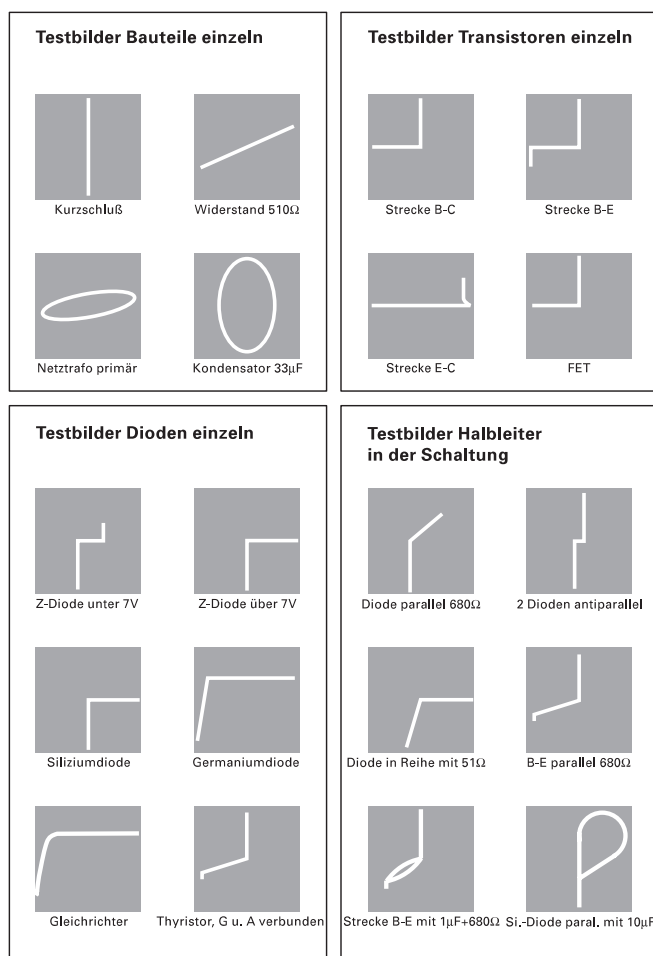 Testbilder Bauteile einzeln
Kurzschluß
Widerstand 510Ω
Netztrafo primär
Kondensator 33µF
Testbilder Transistoren einzeln
Strecke B-C
Strecke B-E
Strecke E-C
FET
Testbilder Dioden einzeln
Z-Diode unter 7V
Z-Diode über 7V
Siliziumdiode
Germaniumdiode
Gleichrichter
Thyristor, G u. A verbunden
Testbilder Halbleiter
in der Schaltung
Diode parallel 680Ω
2 Dioden antiparallel
Diode in Reihe mit 51Ω
B-E parallel 680Ω
Strecke B-E mit 1µF+680Ω
Si.-Diode paral. mit 10µF